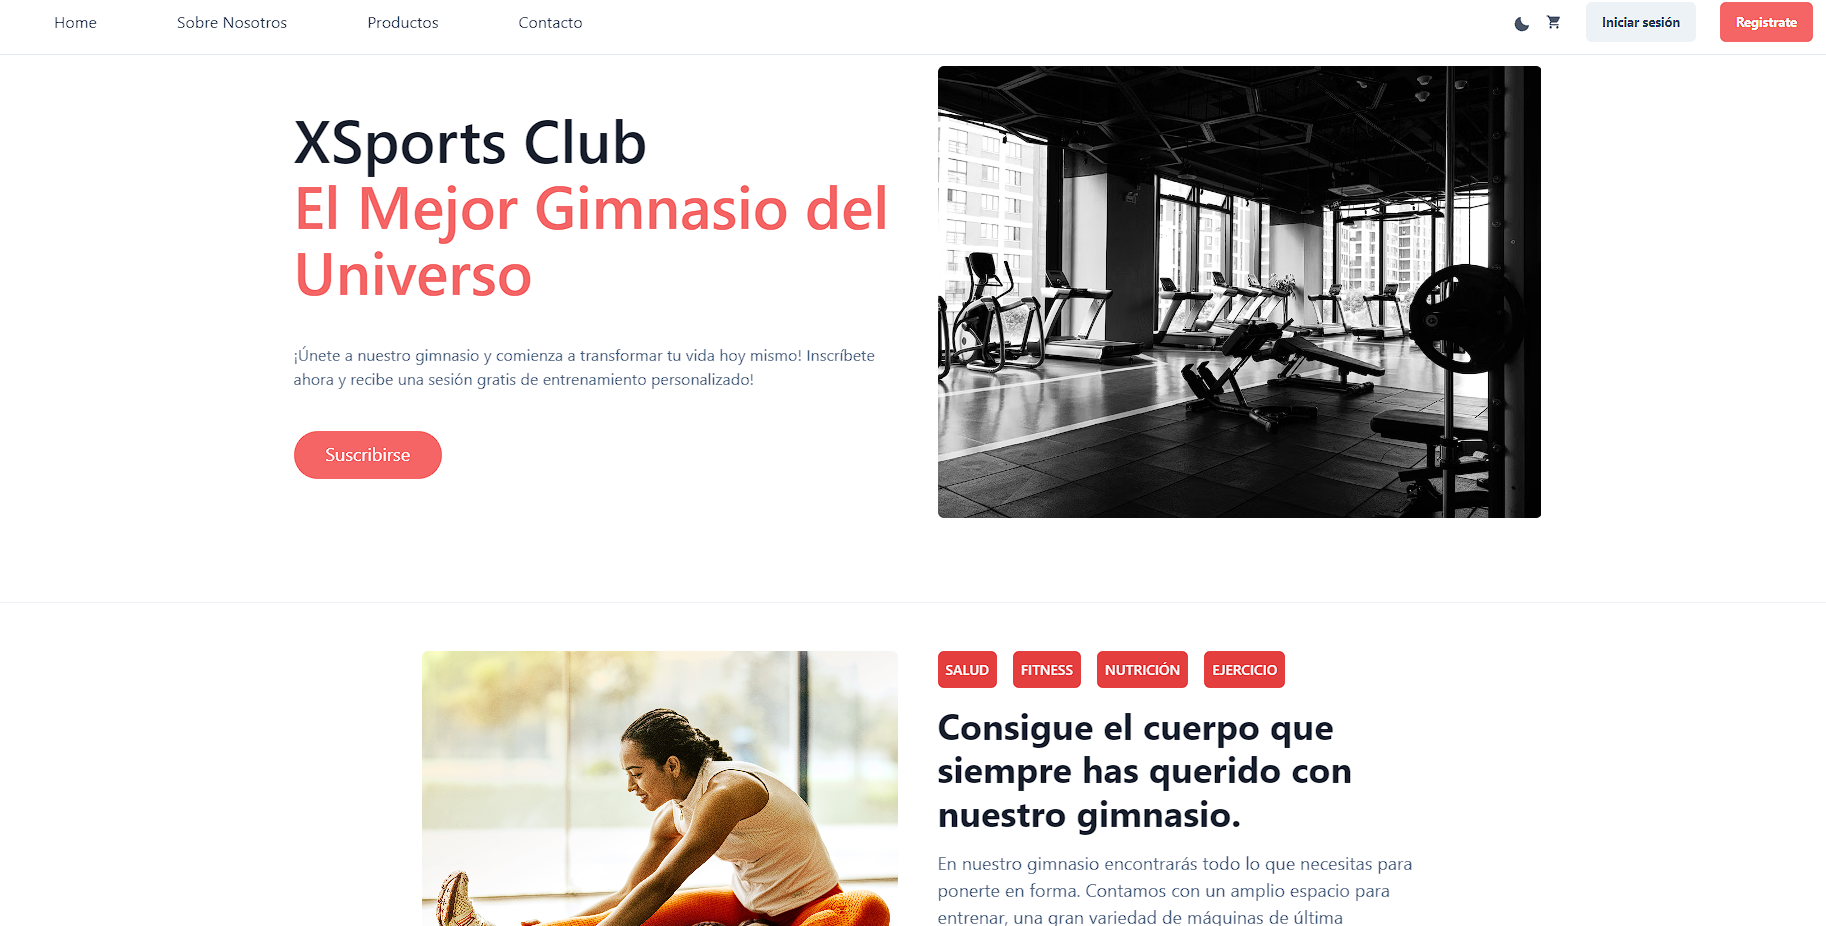 Home Sobre Nosotros Productos Contacto Iniciar sesión Registrate
XSports Club
El Mejor Gimnasio del
Universo
¡Únete a nuestro gimnasio y comienza a transformar tu vida hoy mismo! Inscríbete
ahora y recibe una sesión gratis de entrenamiento personalizado!
Suscribirse
SALUD FITNESS NUTRICIÓN EJERCICIO
Consigue el cuerpo que
siempre has querido con
nuestro gimnasio.
En nuestro gimnasio encontrarás todo lo que necesitas para
ponerte en forma. Contamos con un amplio espacio para
entrenar, una gran variedad de máquinas de última